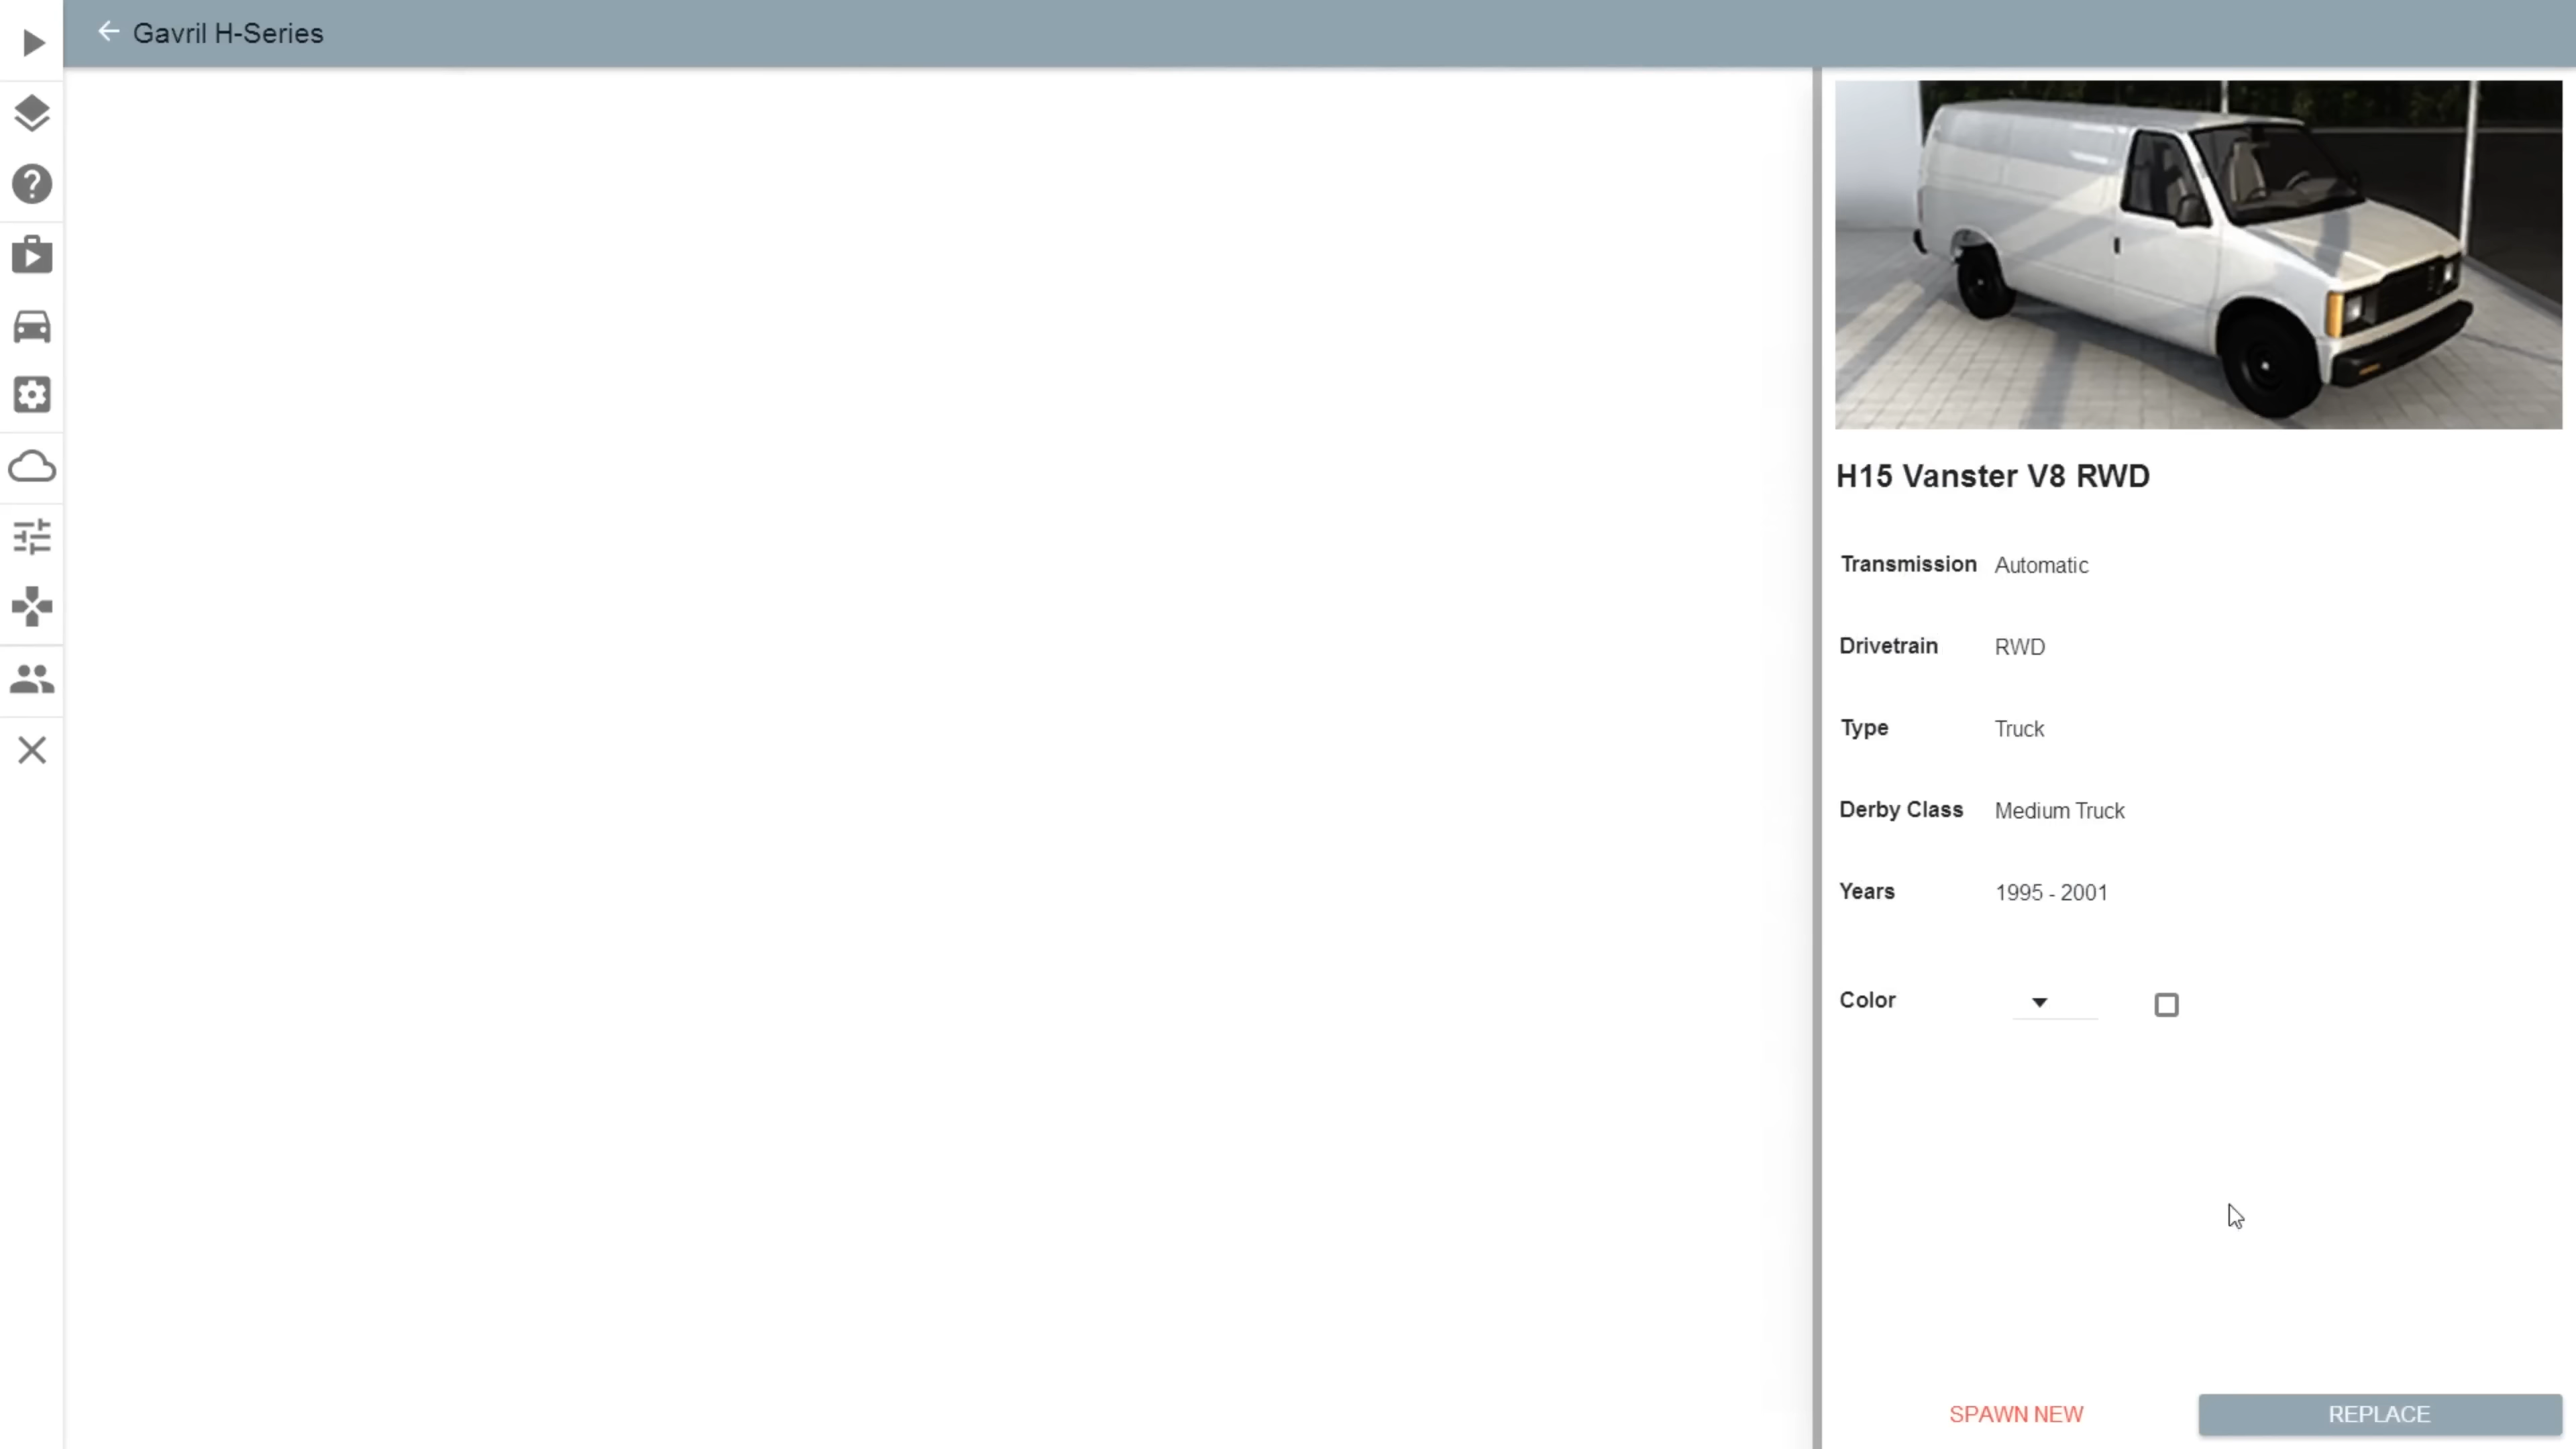 Gavril H-Series
H15 Vanster V8 RWD
Transmission Automatic
Drivetrain RWD
Type Truck
Derby Class Medium Truck
Years 1995 - 2001
Color
SPAWN NEW REPLACE